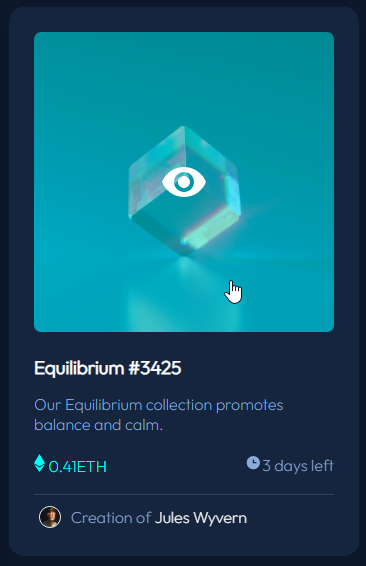 Equilibrium #3425
Our Equilibrium collection promotes
balance and calm.
0.41ETH
3 days left
Creation of Jules Wyvern